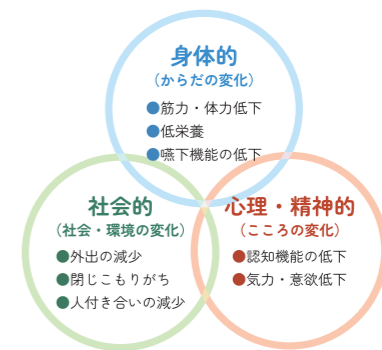 身体的
（からだの変化）
●筋力・体力低下
●低栄養
●嚥下機能の低下
社会的
（社会・環境の変化）
●外出の減少
●閉じこもりがち
●人付き合いの減少
心理・精神的
（こころの変化）
●認知機能の低下
●気力・意欲低下